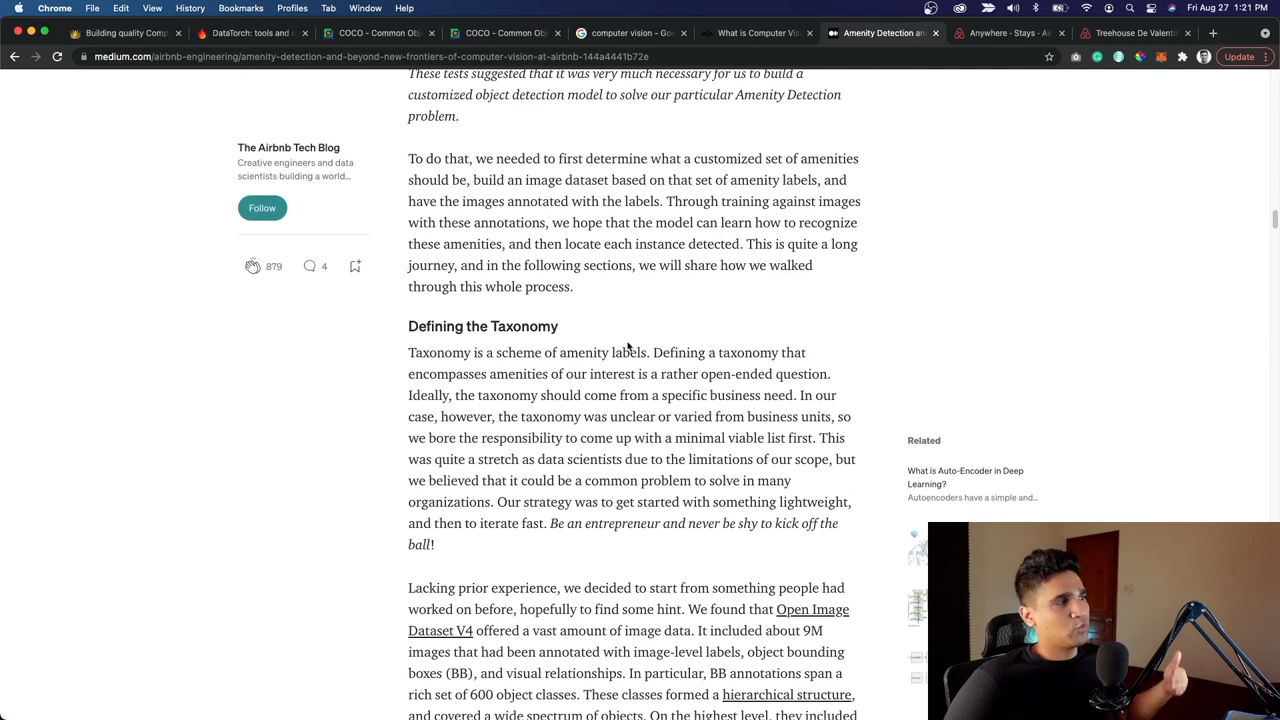 Chrome File Edit View History Bookmarks Profiles Tab Window Help
Fri Aug 1:21 PM
Building quality Comp
DataTorch: tools and c
COCO - Common Obj
COCO - Common Obj
computer vision - Goo
What is Computer Vis
Amenity Detection and
Anywhere - Stays - Ai
Treehouse De Valenti
medium.com/airbnb-engineering/amenity-detection-and-beyond-new-frontiers-of-computer-vision-at-airbnb-144a4441b72e
Update
These tests suggested that it was very much necessary for us to build a
customized object detection model to solve our particular Amenity Detection
problem.
The Airbnb Tech Blog
Creative engineers and data
scientists building a world...
Follow
879
4
To do that, we needed to first determine what a customized set of amenities
should be, build an image dataset based on that set of amenity labels, and
have the images annotated with the labels. Through training against images
with these annotations, we hope that the model can learn how to recognize
these amenities, and then locate each instance detected. This is quite a long
journey, and in the following sections, we will share how we walked
through this whole process.
Defining the Taxonomy
Taxonomy is a scheme of amenity labels. Defining a taxonomy that
encompasses amenities of our interest is a rather open-ended question.
Ideally, the taxonomy should come from a specific business need. In our
case, however, the taxonomy was unclear or varied from business units, so
we bore the responsibility to come up with a minimal viable list first. This
was quite a stretch as data scientists due to the limitations of our scope, but
we believed that it could be a common problem to solve in many
organizations. Our strategy was to get started with something lightweight,
and then to iterate fast. Be an entrepreneur and never be shy to kick off the
ball!
Lacking prior experience, we decided to start from something people had
worked on before, hopefully to find some hint. We found that Open Image
Dataset V4 offered a vast amount of image data. It included about 9M
images that had been annotated with image-level labels, object bounding
boxes (BB), and visual relationships. In particular, BB annotations span a
rich set of 600 object classes. These classes formed a hierarchical structure,
and covered a wide spectrum of objects. On the highest level, they included
Related
What is Auto-Encoder in Deep
Learning?
Autoencoders have a simple and...